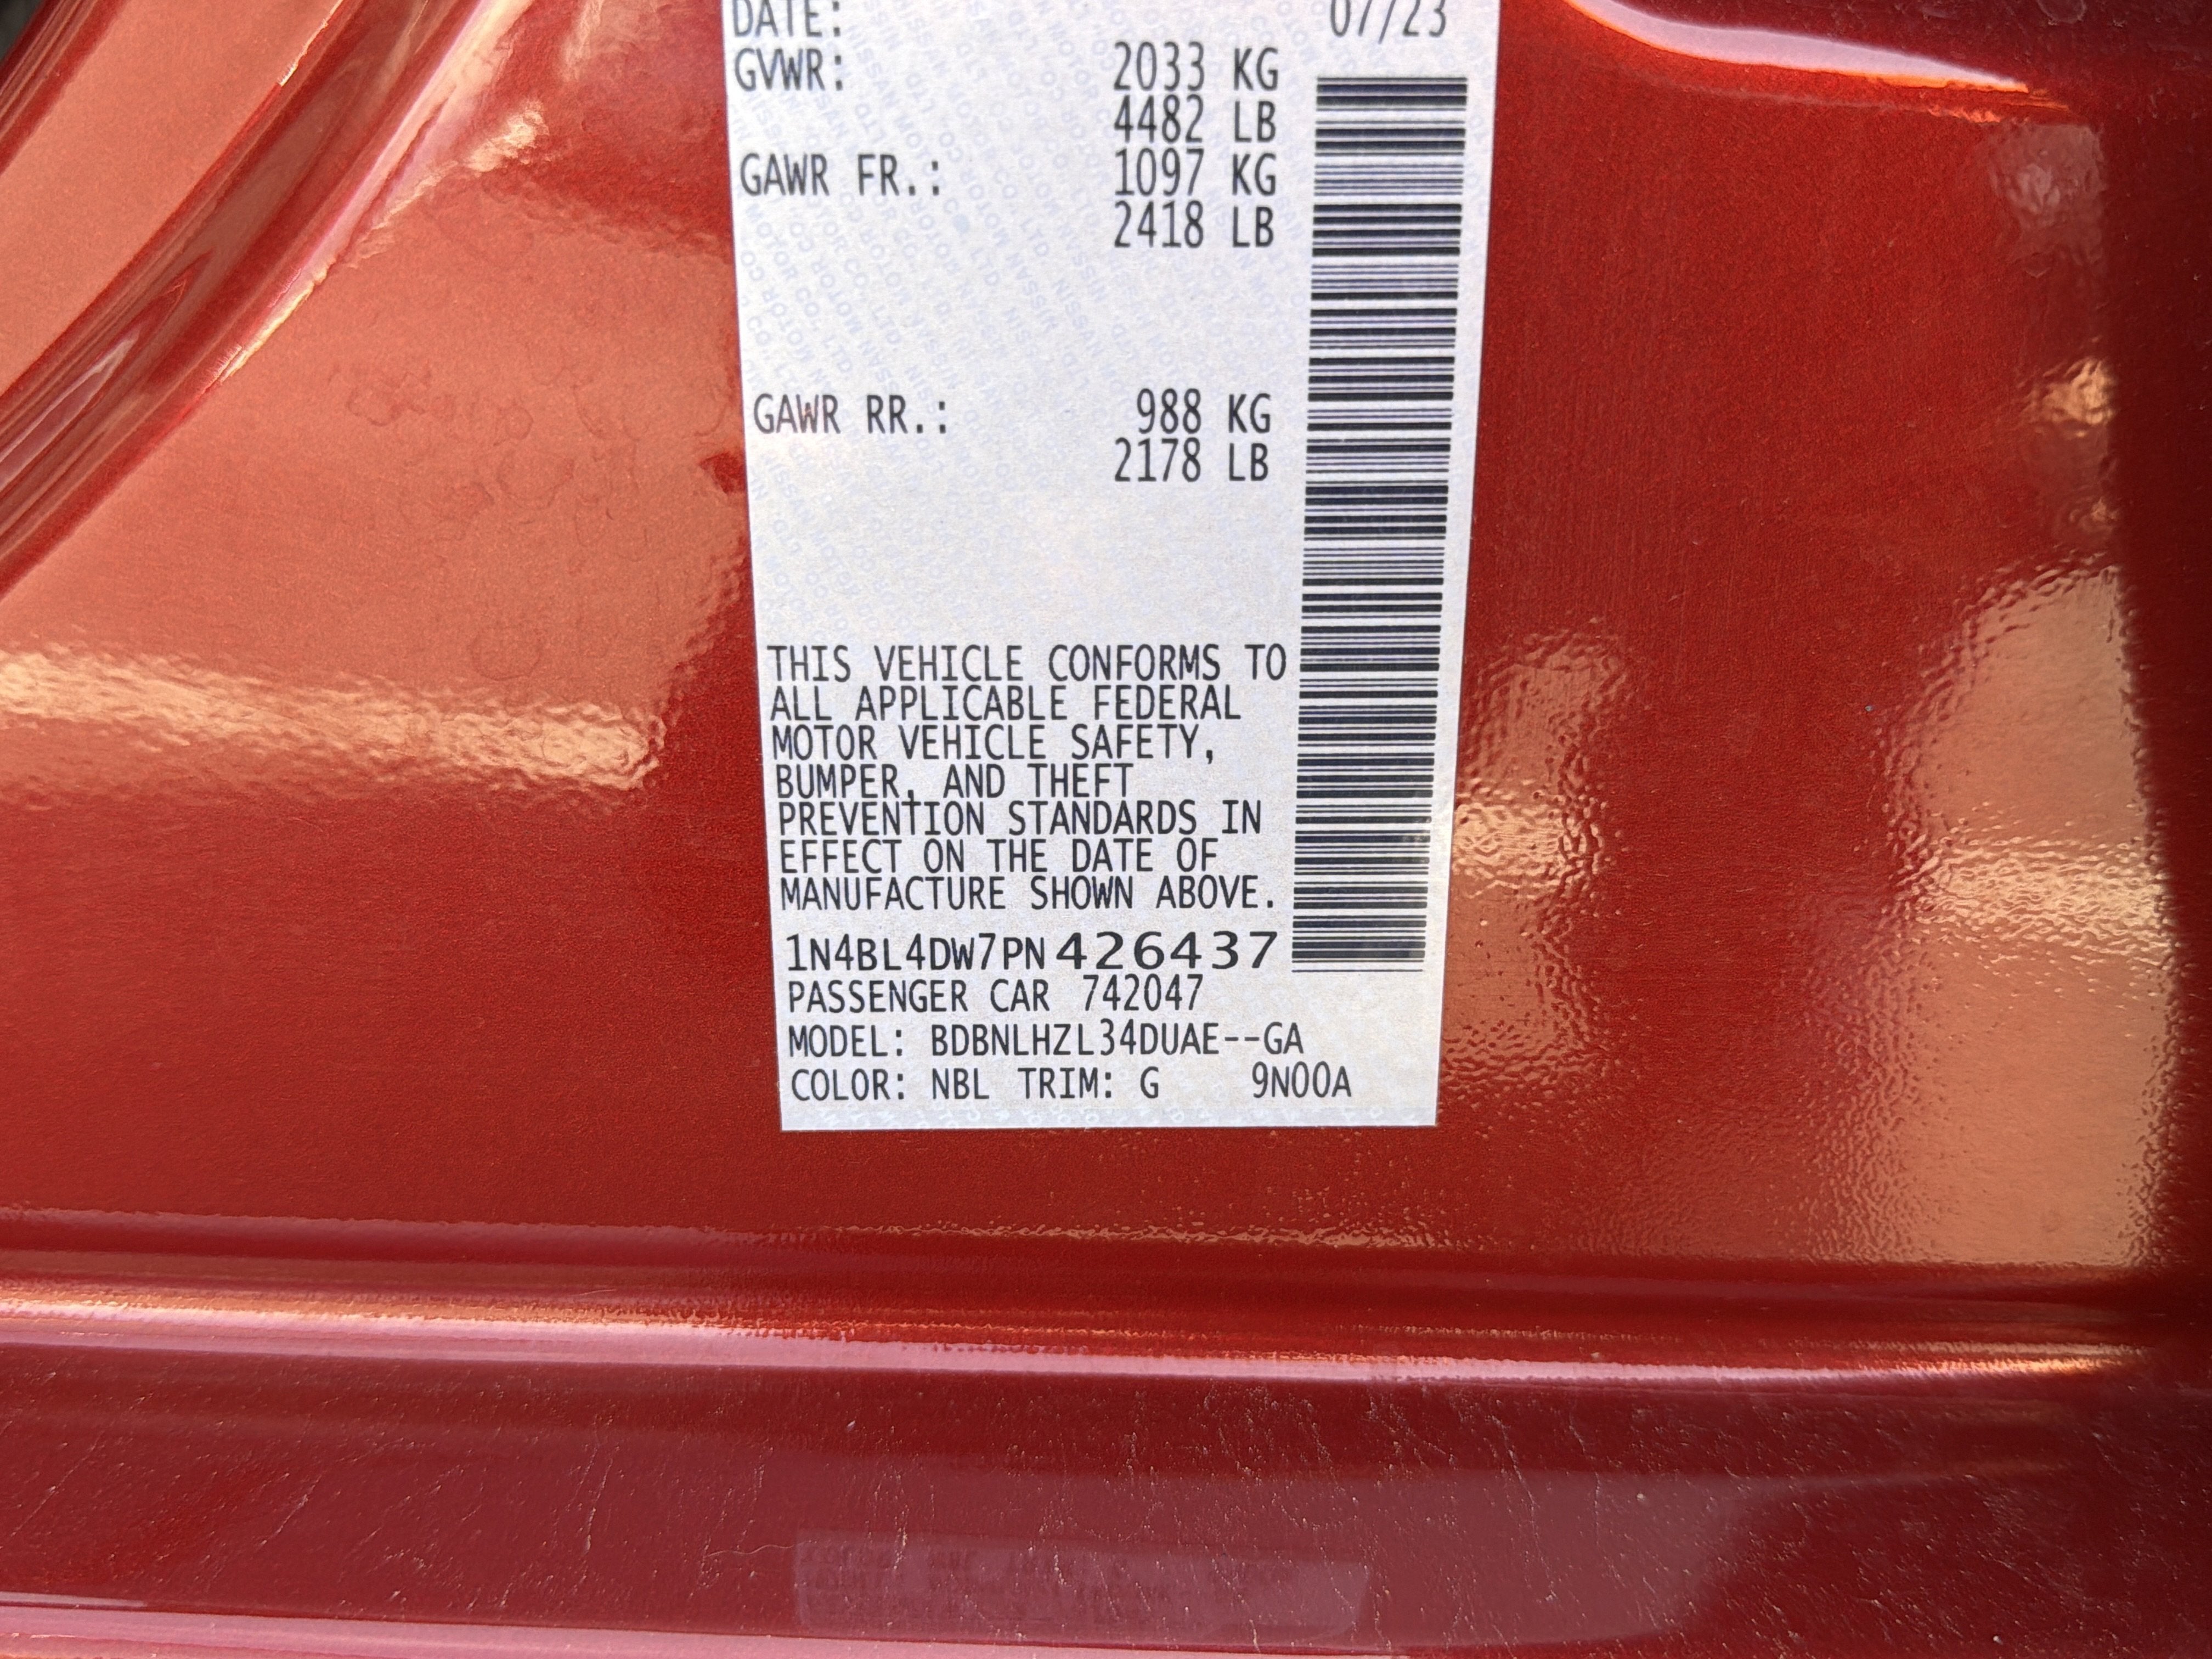 DATE: 07/23
GVWR: 2033 KG
4482 LB
GAWR FR.: 1097 KG
2418 LB
GAWR RR.: 988 KG
2178 LB
THIS VEHICLE CONFORMS TO
ALL APPLICABLE FEDERAL
MOTOR VEHICLE SAFETY,
BUMPER, AND THEFT
PREVENTION STANDARDS IN
EFFECT ON THE DATE OF
MANUFACTURE SHOWN ABOVE.
1N4BL4DW7PN426437
PASSENGER CAR 742047
MODEL: BDBNLHZL34DUAE--GA
COLOR: NBL TRIM: G 9N00A